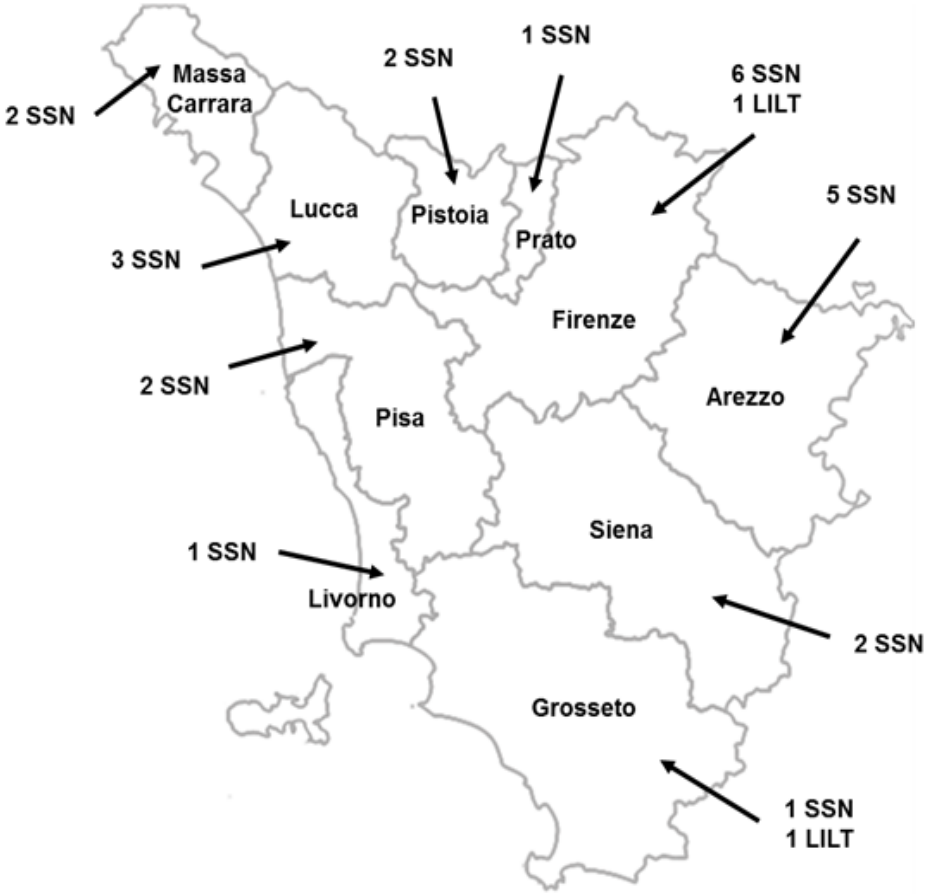 1 SSN
2 SSN
6 SSN
1 LILT
Massa
Carrara
2 SSN
5 SSN
Lucca
Pistoia
Prato
3 SSN
Firenze
2 SSN
Arezzo
Pisa
Siena
1 SSN
Livorno
2 SSN
Grosseto
1 SSN
1 LILT